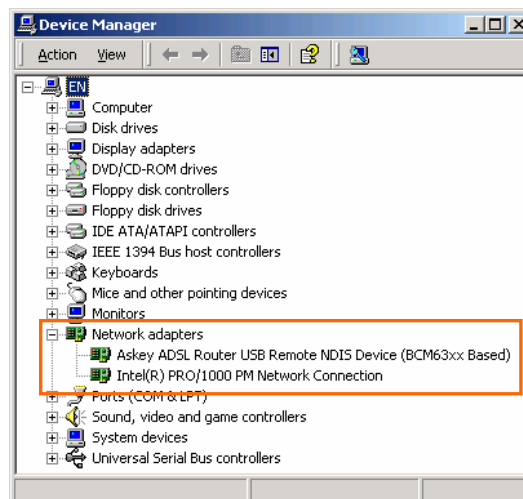 Device Manager
Action View
EN
Computer
Disk drives
Display adapters
DVD/CD-ROM drives
Floppy disk controllers
Floppy disk drives
IDE ATA/ATAPI controllers
IEEE 1394 Bus host controllers
Keyboards
Mice and other pointing devices
Monitors
Network adapters
Askey ADSL Router USB Remote NDIS Device (BCM63xx Based)
Intel(R) PRO/1000 PM Network Connection
Ports (COM & LPT)
Sound, video and game controllers
System devices
Universal Serial Bus controllers